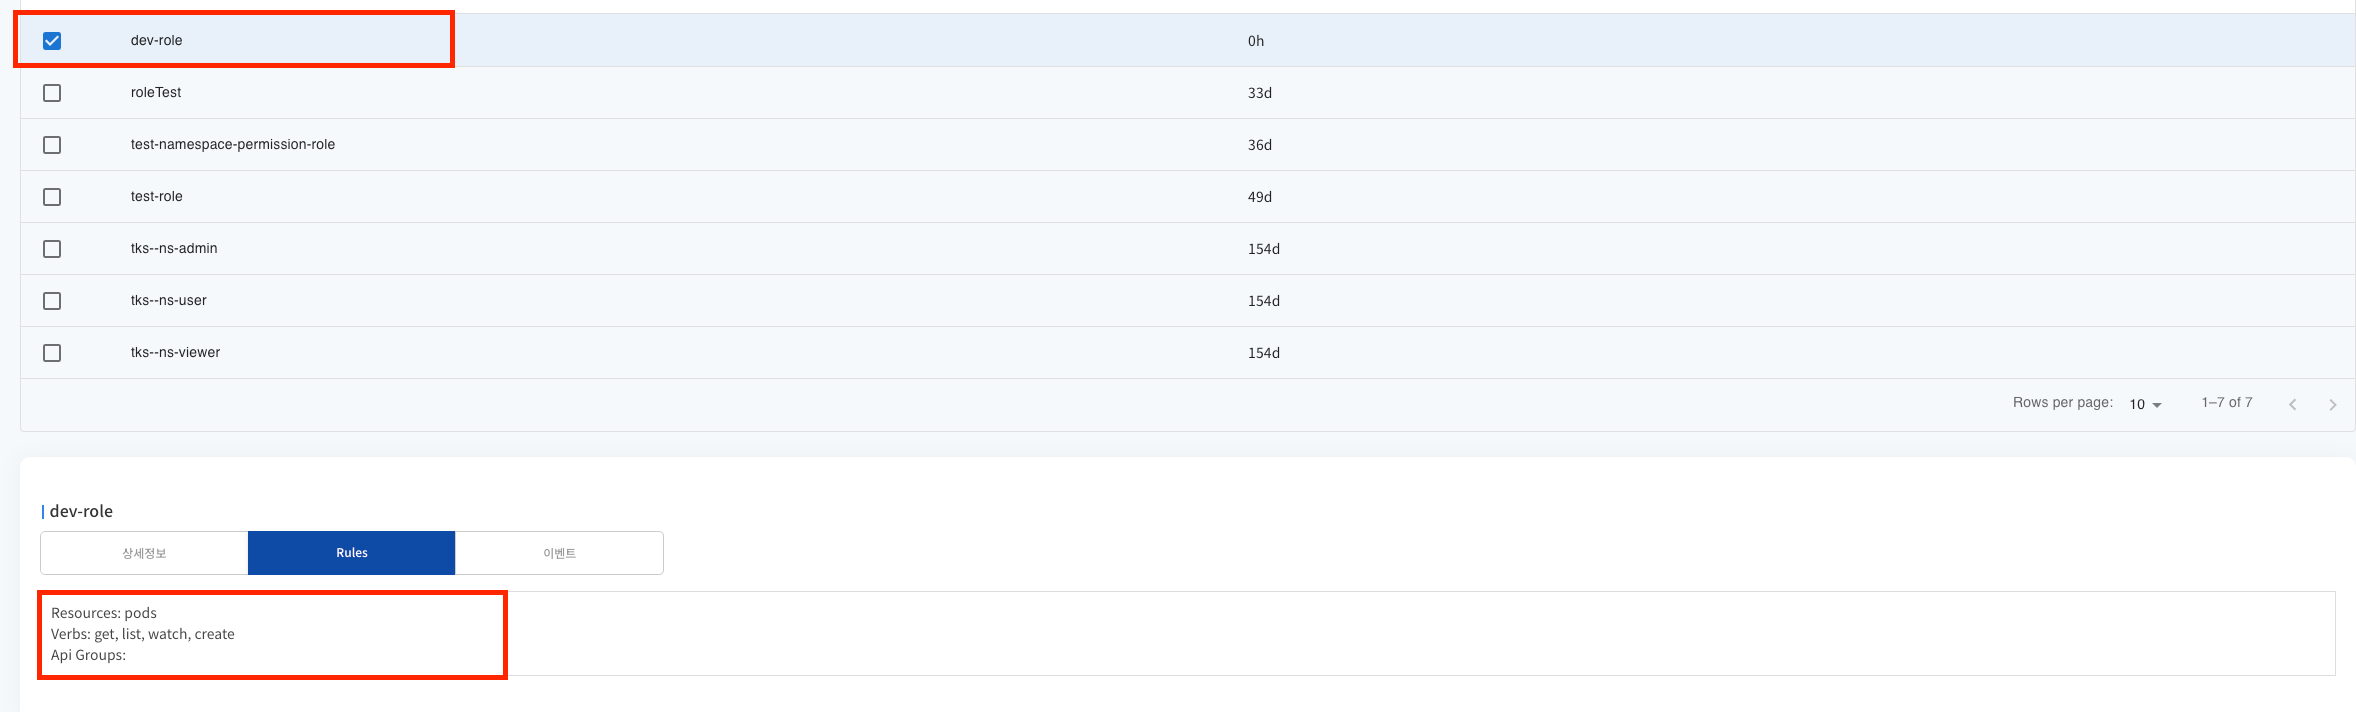 dev-role 0h
roleTest 33d
test-namespace-permission-role 36d
test-role 49d
tks--ns-admin 154d
tks--ns-user 154d
tks--ns-viewer 154d
Rows per page: 10 1–7 of 7
dev-role
상세정보 Rules 이벤트
Resources: pods
Verbs: get, list, watch, create
Api Groups: